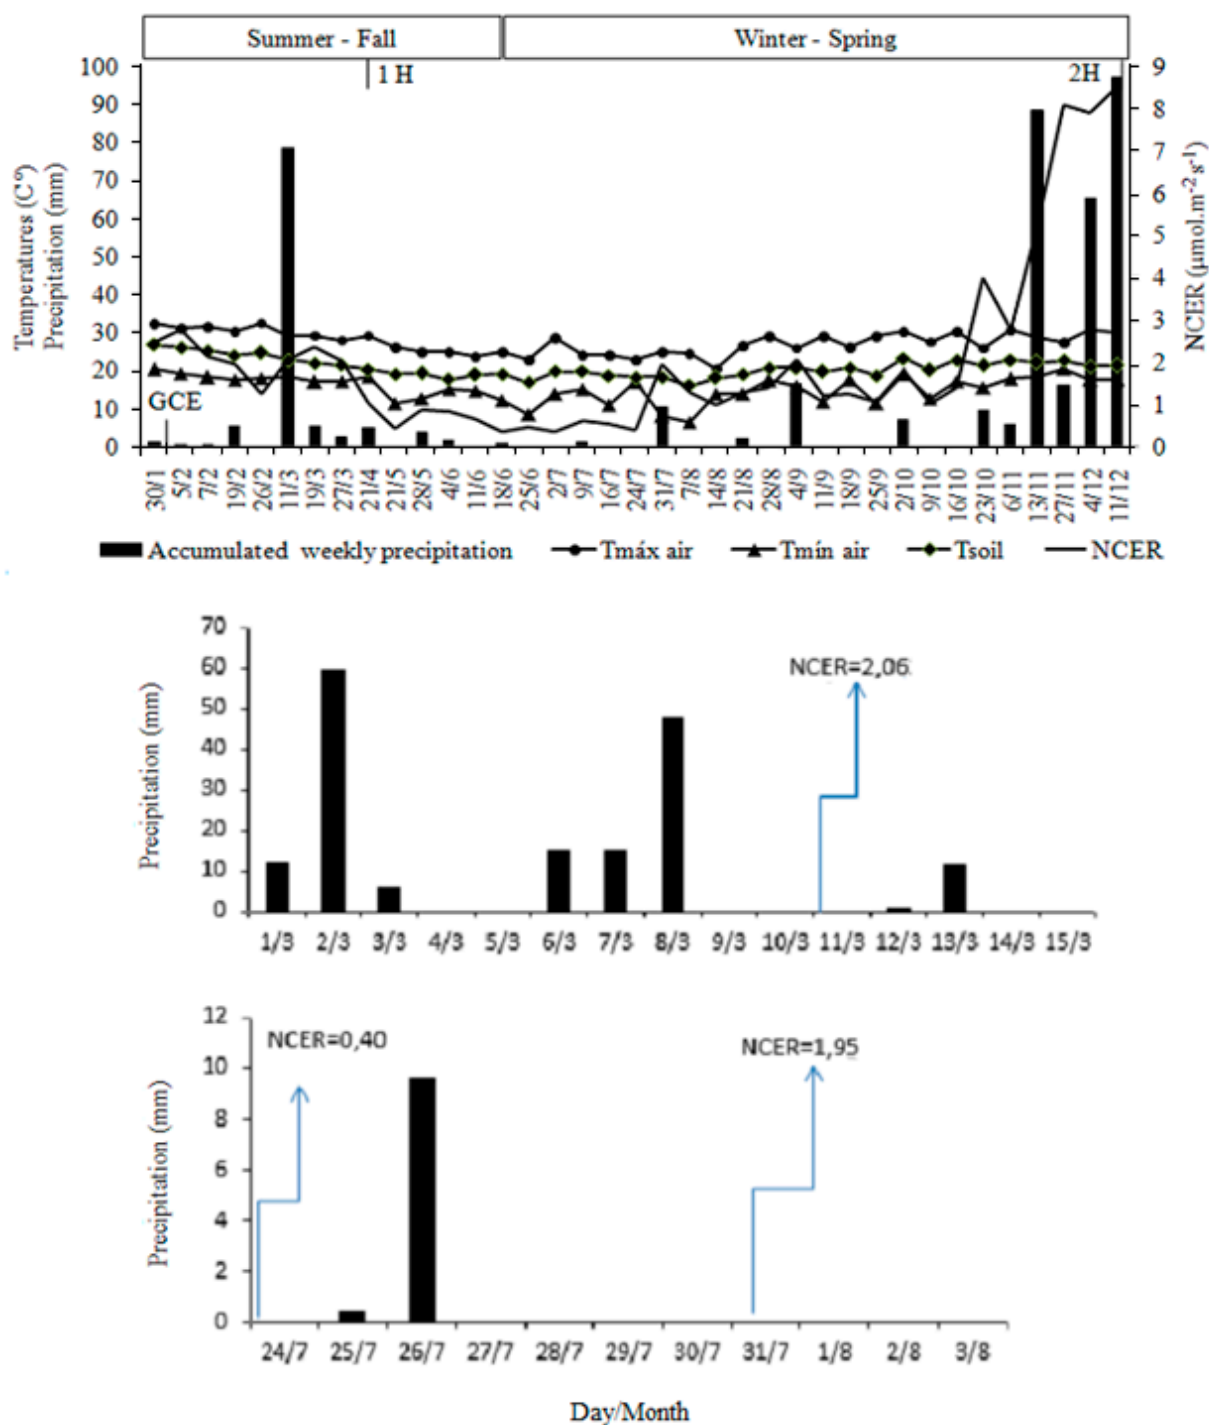 Summer - Fall
Winter - Spring
1 H
2H
GCE
Temperatures (C°)
Precipitation (mm)
100
90
80
70
60
50
40
30
20
10
0
9
8
7
6
5
4
3
2
1
0
NCER (µmol.m⁻² s⁻¹)
30/1 5/2 7/2 19/2 26/2 11/3 19/3 27/3 21/4 21/5 28/5 4/6 11/6 18/6 25/6 2/7 9/7 16/7 24/7 31/7 7/8 14/8 21/8 28/8 4/9 11/9 18/9 25/9 2/10 9/10 16/10 23/10 6/11 13/11 27/11 4/12 11/12
Accumulated weekly precipitation Tmáx air Tmín air Tsoil NCER
Precipitation (mm)
70
60
50
40
30
20
10
0
NCER=2,06
1/3 2/3 3/3 4/3 5/3 6/3 7/3 8/3 9/3 10/3 11/3 12/3 13/3 14/3 15/3
Precipitation (mm)
12
10
8
6
4
2
0
NCER=0,40
NCER=1,95
24/7 25/7 26/7 27/7 28/7 29/7 30/7 31/7 1/8 2/8 3/8
Day/Month